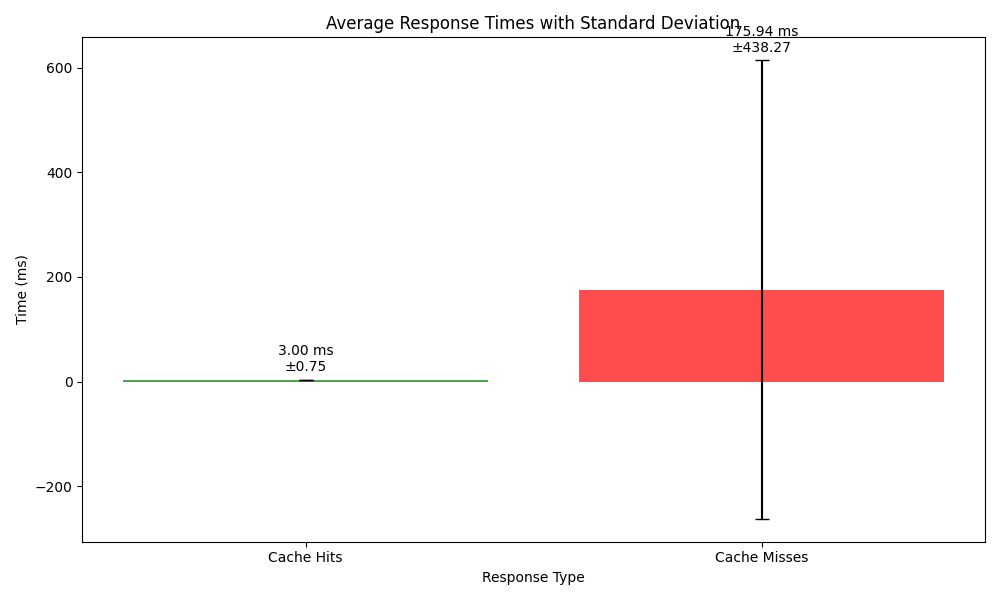 Average Response Times with Standard Deviation
175.94 ms
±438.27
600
400
200
0
−200
3.00 ms
±0.75
Time (ms)
Cache Hits
Cache Misses
Response Type